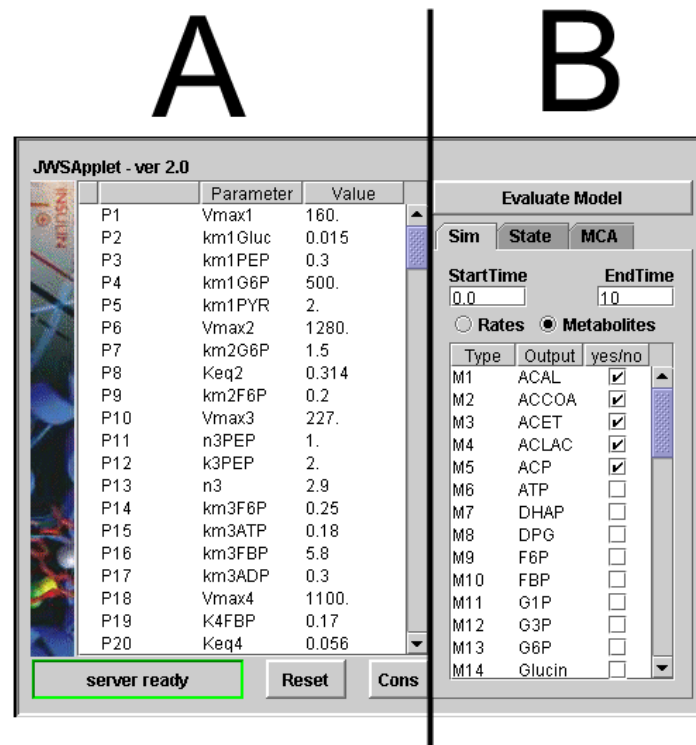 A
B
JWSApplet - ver 2.0
INSULIN
Parameter Value
P1 Vmax1 160.
P2 km1Gluc 0.015
P3 km1PEP 0.3
P4 km1G6P 500.
P5 km1PYR 2.
P6 Vmax2 1280.
P7 km2G6P 1.5
P8 Keq2 0.314
P9 km2F6P 0.2
P10 Vmax3 227.
P11 n3PEP 1.
P12 k3PEP 2.
P13 n3 2.9
P14 km3F6P 0.25
P15 km3ATP 0.18
P16 km3FBP 5.8
P17 km3ADP 0.3
P18 Vmax4 1100.
P19 K4FBP 0.17
P20 Keq4 0.056
server ready Reset Cons
Evaluate Model
Sim State MCA
StartTime EndTime
0.0 10
Rates Metabolites
Type Output yes/no
M1 ACAL
M2 ACCOA
M3 ACET
M4 ACLAC
M5 ACP
M6 ATP
M7 DHAP
M8 DPG
M9 F6P
M10 FBP
M11 G1P
M12 G3P
M13 G6P
M14 Glucin